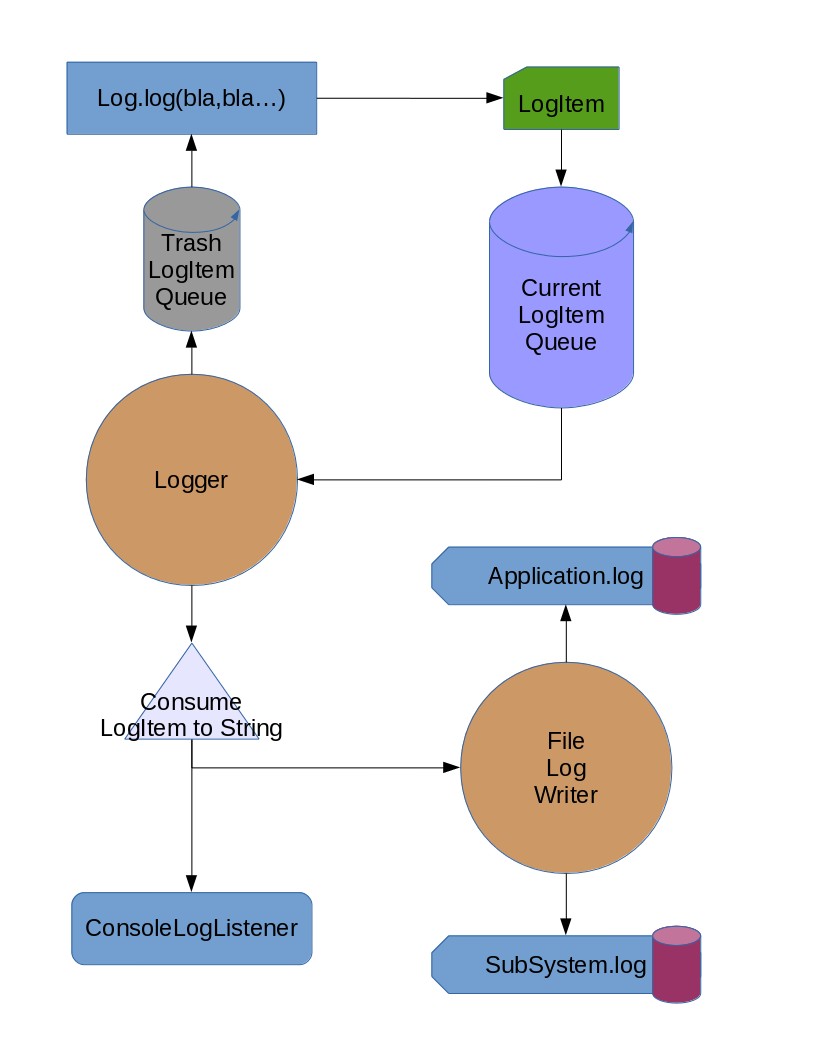 Log.log(bla,bla…)
LogItem
Trash
LogItem
Queue
Current
LogItem
Queue
Logger
Application.log
Consume
LogItem to String
File
Log
Writer
ConsoleLogListener
SubSystem.log